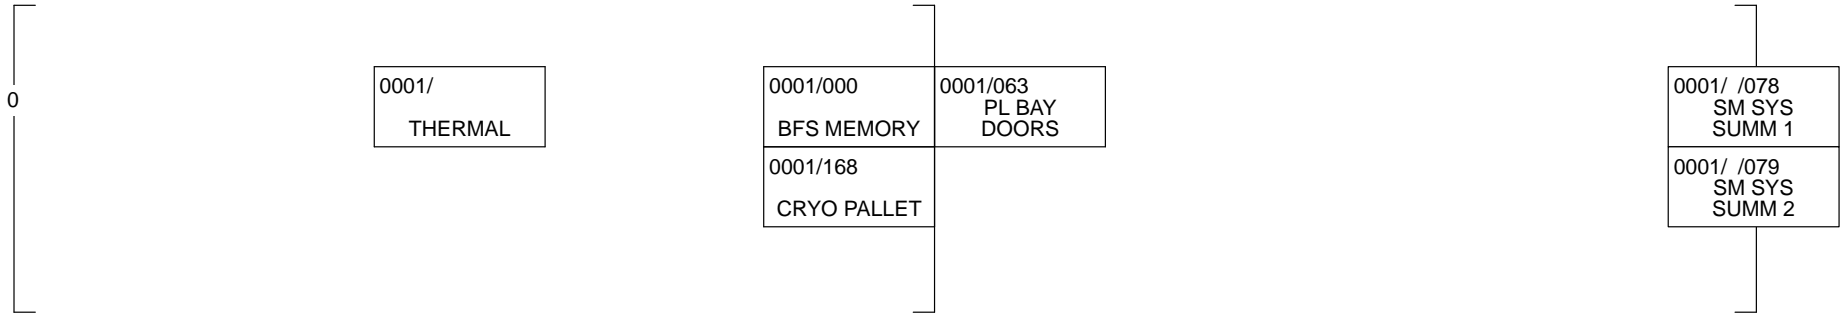 0
0001/
THERMAL
0001/000
BFS MEMORY
0001/168
CRYO PALLET
0001/063
PL BAY
DOORS
0001/ /078
SM SYS
SUMM 1
0001/ /079
SM SYS
SUMM 2